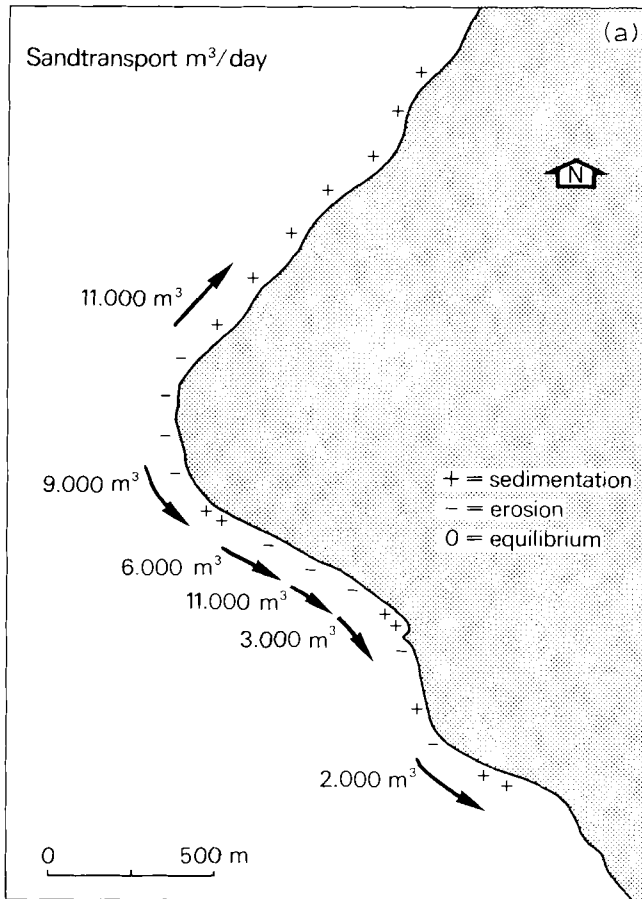 (a)
Sandtransport m³/day
N
11.000 m³
+ = sedimentation
9.000 m³
− = erosion
0 = equilibrium
6.000 m³
11.000 m³
3.000 m³
2.000 m³
0 500 m